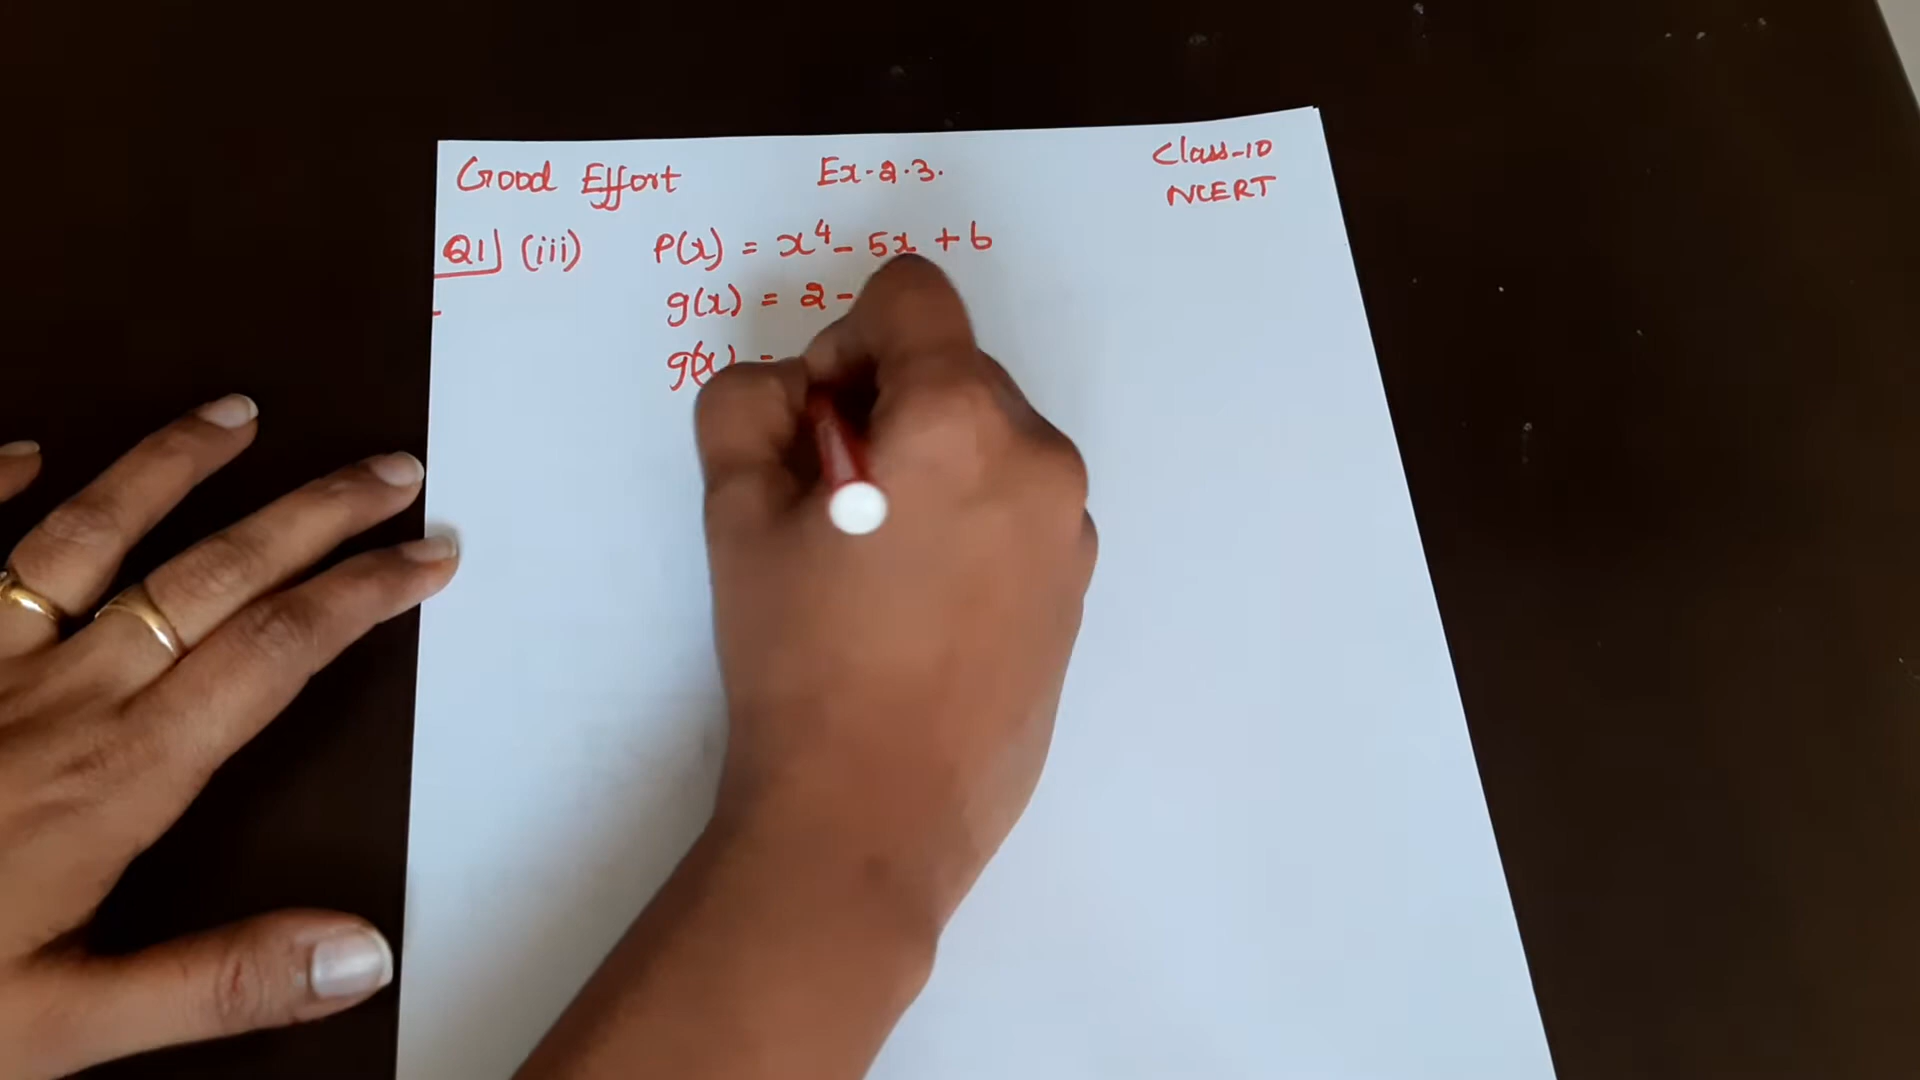 Good Effort Ex-2.3. Class-10
NCERT
Q1 (iii) P(x) = x⁴ - 5x + 6
g(x) = 2 -
g(x) =